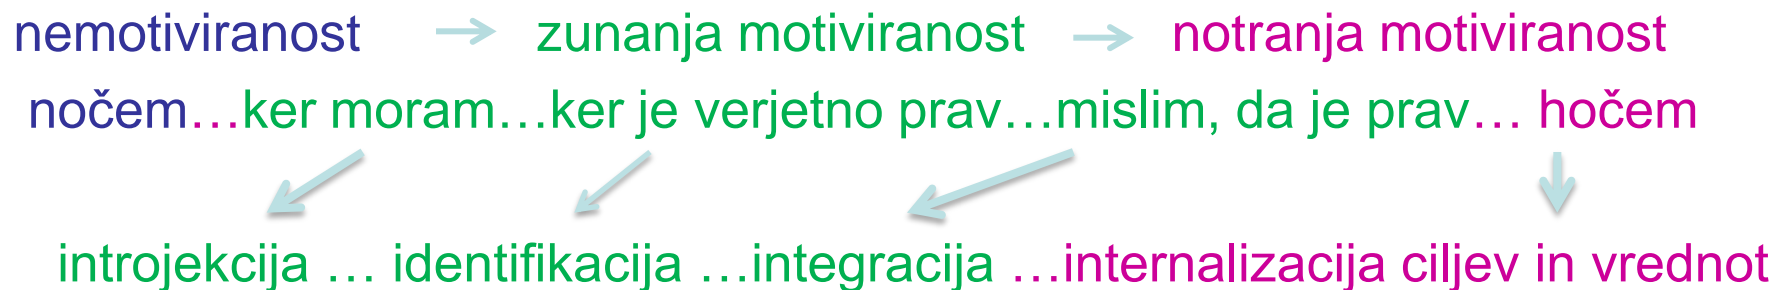 nemotiviranost → zunanja motiviranost → notranja motiviranost
nočem…ker moram…ker je verjetno prav…mislim, da je prav… hočem
introjekcija … identifikacija …integracija …internalizacija ciljev in vrednot